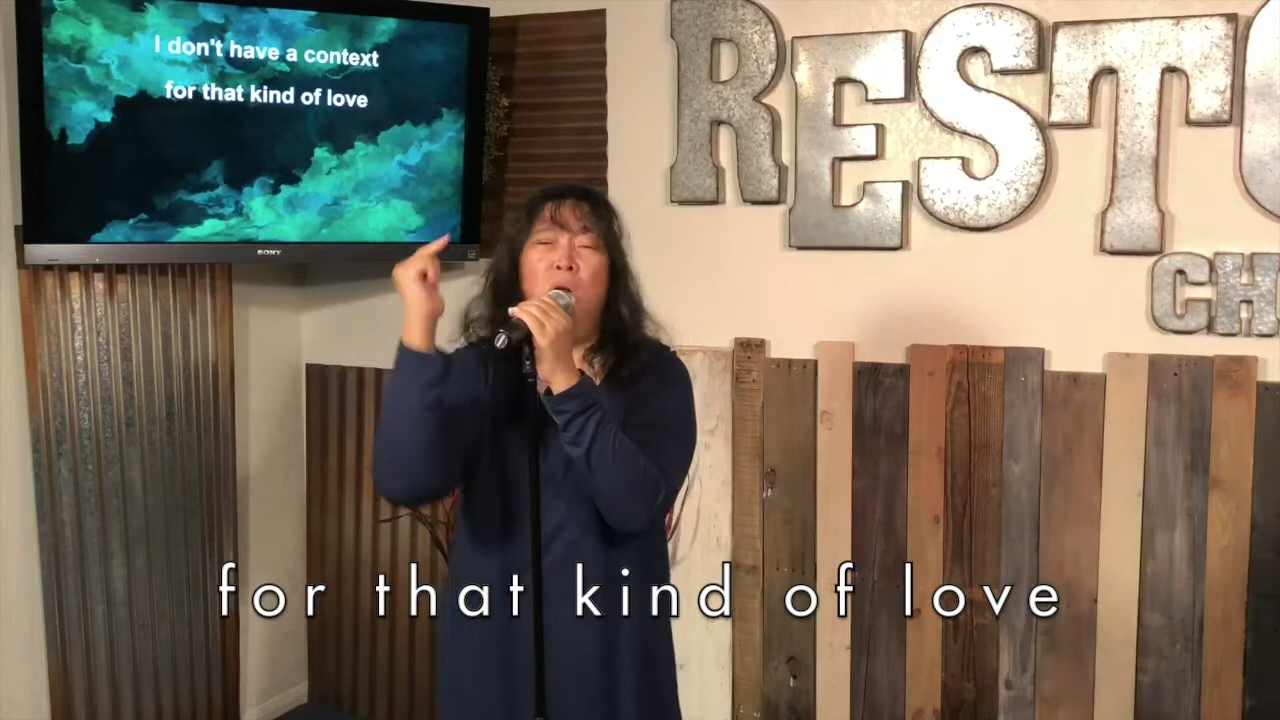 I don't have a context
for that kind of love
SONY
RESTO
CH
for that kind of love